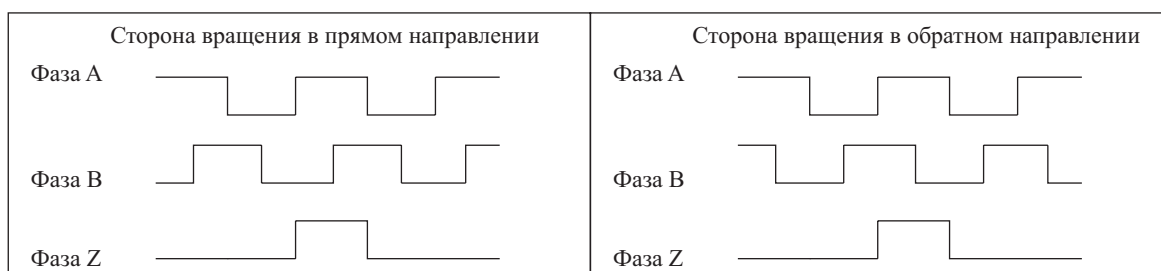 Сторона вращения в прямом направлении
Фаза A
Фаза B
Фаза Z
Сторона вращения в обратном направлении
Фаза A
Фаза B
Фаза Z